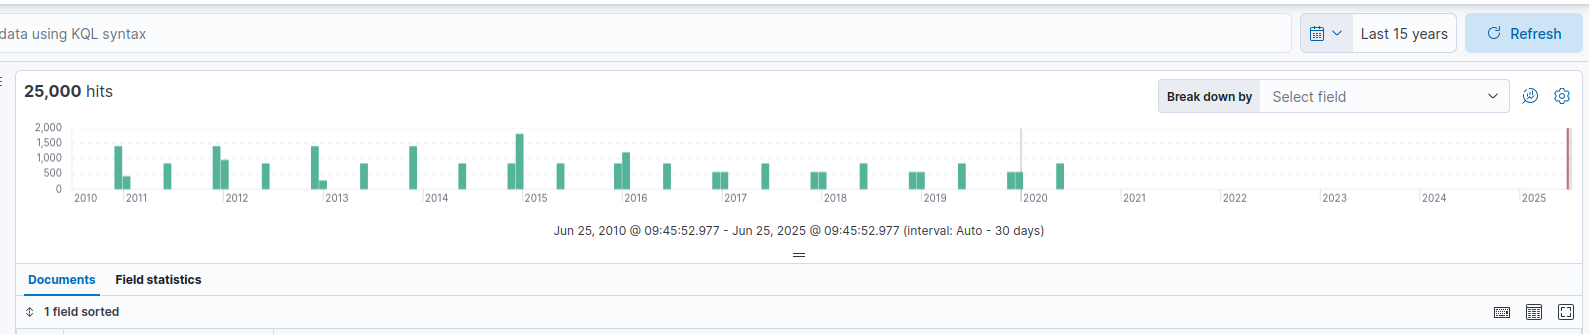 data using KQL syntax
Last 15 years
Refresh
25,000 hits
Break down by
Select field
2,000
1,500
1,000
500
0
2010 2011 2012 2013 2014 2015 2016 2017 2018 2019 2020 2021 2022 2023 2024 2025
Jun 25, 2010 @ 09:45:52.977 - Jun 25, 2025 @ 09:45:52.977 (interval: Auto - 30 days)
Documents Field statistics
1 field sorted